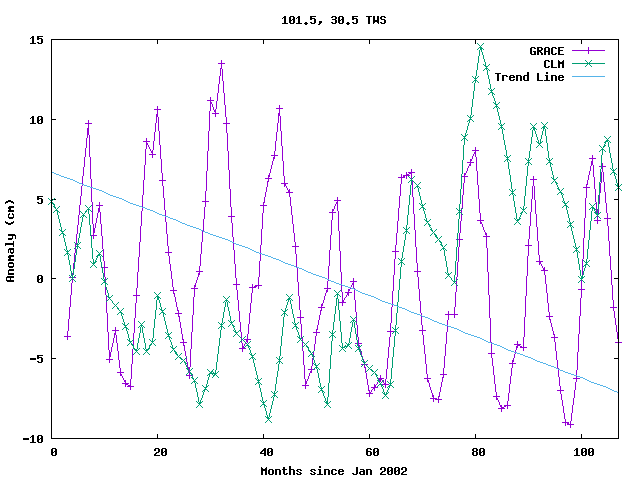 101.5, 30.5 TWS
GRACE
CLM
Trend Line
15
10
5
0
-5
-10
Anomaly (cm)
0 20 40 60 80 100
Months since Jan 2002